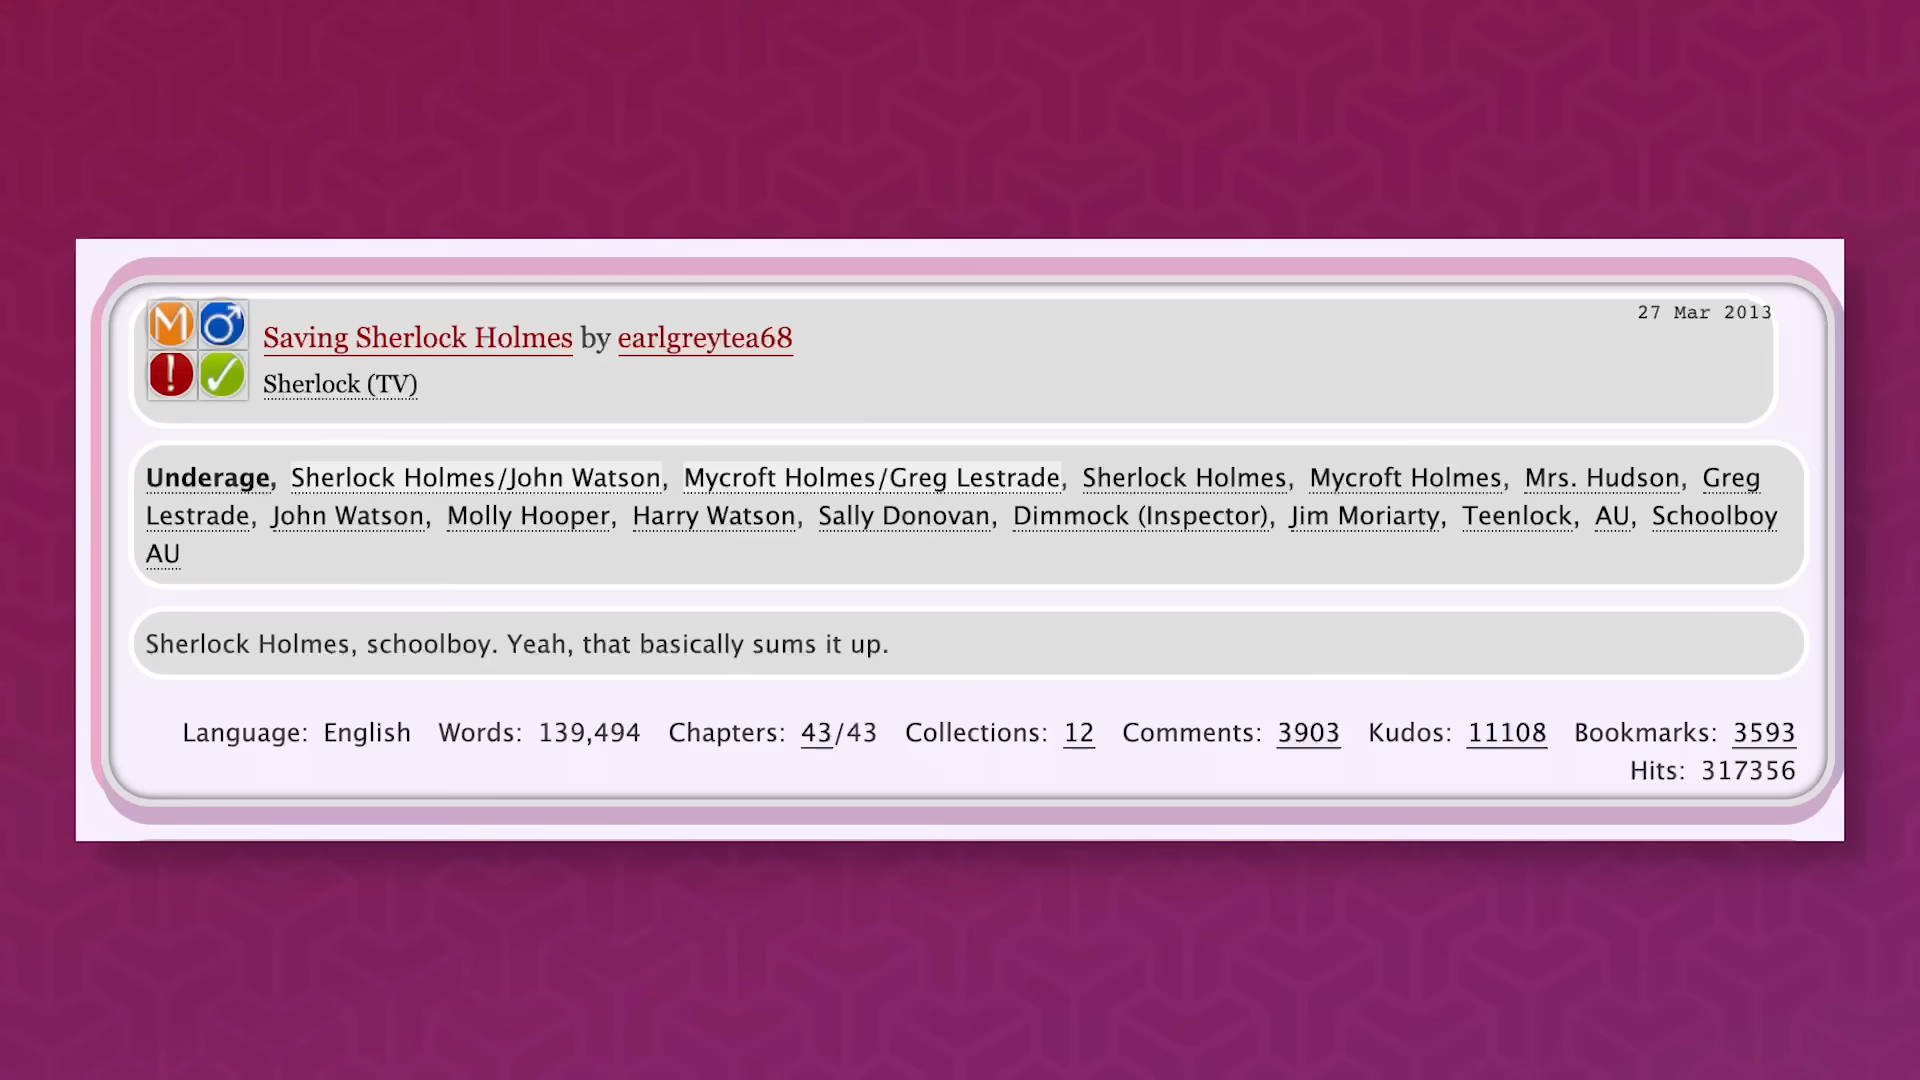 27 Mar 2013
Saving Sherlock Holmes by earlgreytea68
Sherlock (TV)
Underage, Sherlock Holmes/John Watson, Mycroft Holmes/Greg Lestrade, Sherlock Holmes, Mycroft Holmes, Mrs. Hudson, Greg
Lestrade, John Watson, Molly Hooper, Harry Watson, Sally Donovan, Dimmock (Inspector), Jim Moriarty, Teenlock, AU, Schoolboy
AU
Sherlock Holmes, schoolboy. Yeah, that basically sums it up.
Language: English Words: 139,494 Chapters: 43/43 Collections: 12 Comments: 3903 Kudos: 11108 Bookmarks: 3593
Hits: 317356